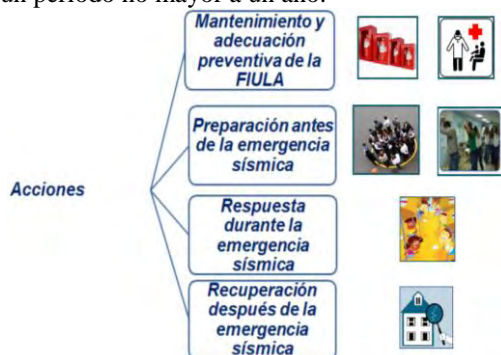 un período no mayor a un año.
Mantenimiento y
adecuación
preventiva de la
FIULA
Preparación antes
de la emergencia
sísmica
Acciones
Respuesta
durante la
emergencia
sísmica
Recuperación
después de la
emergencia
sísmica